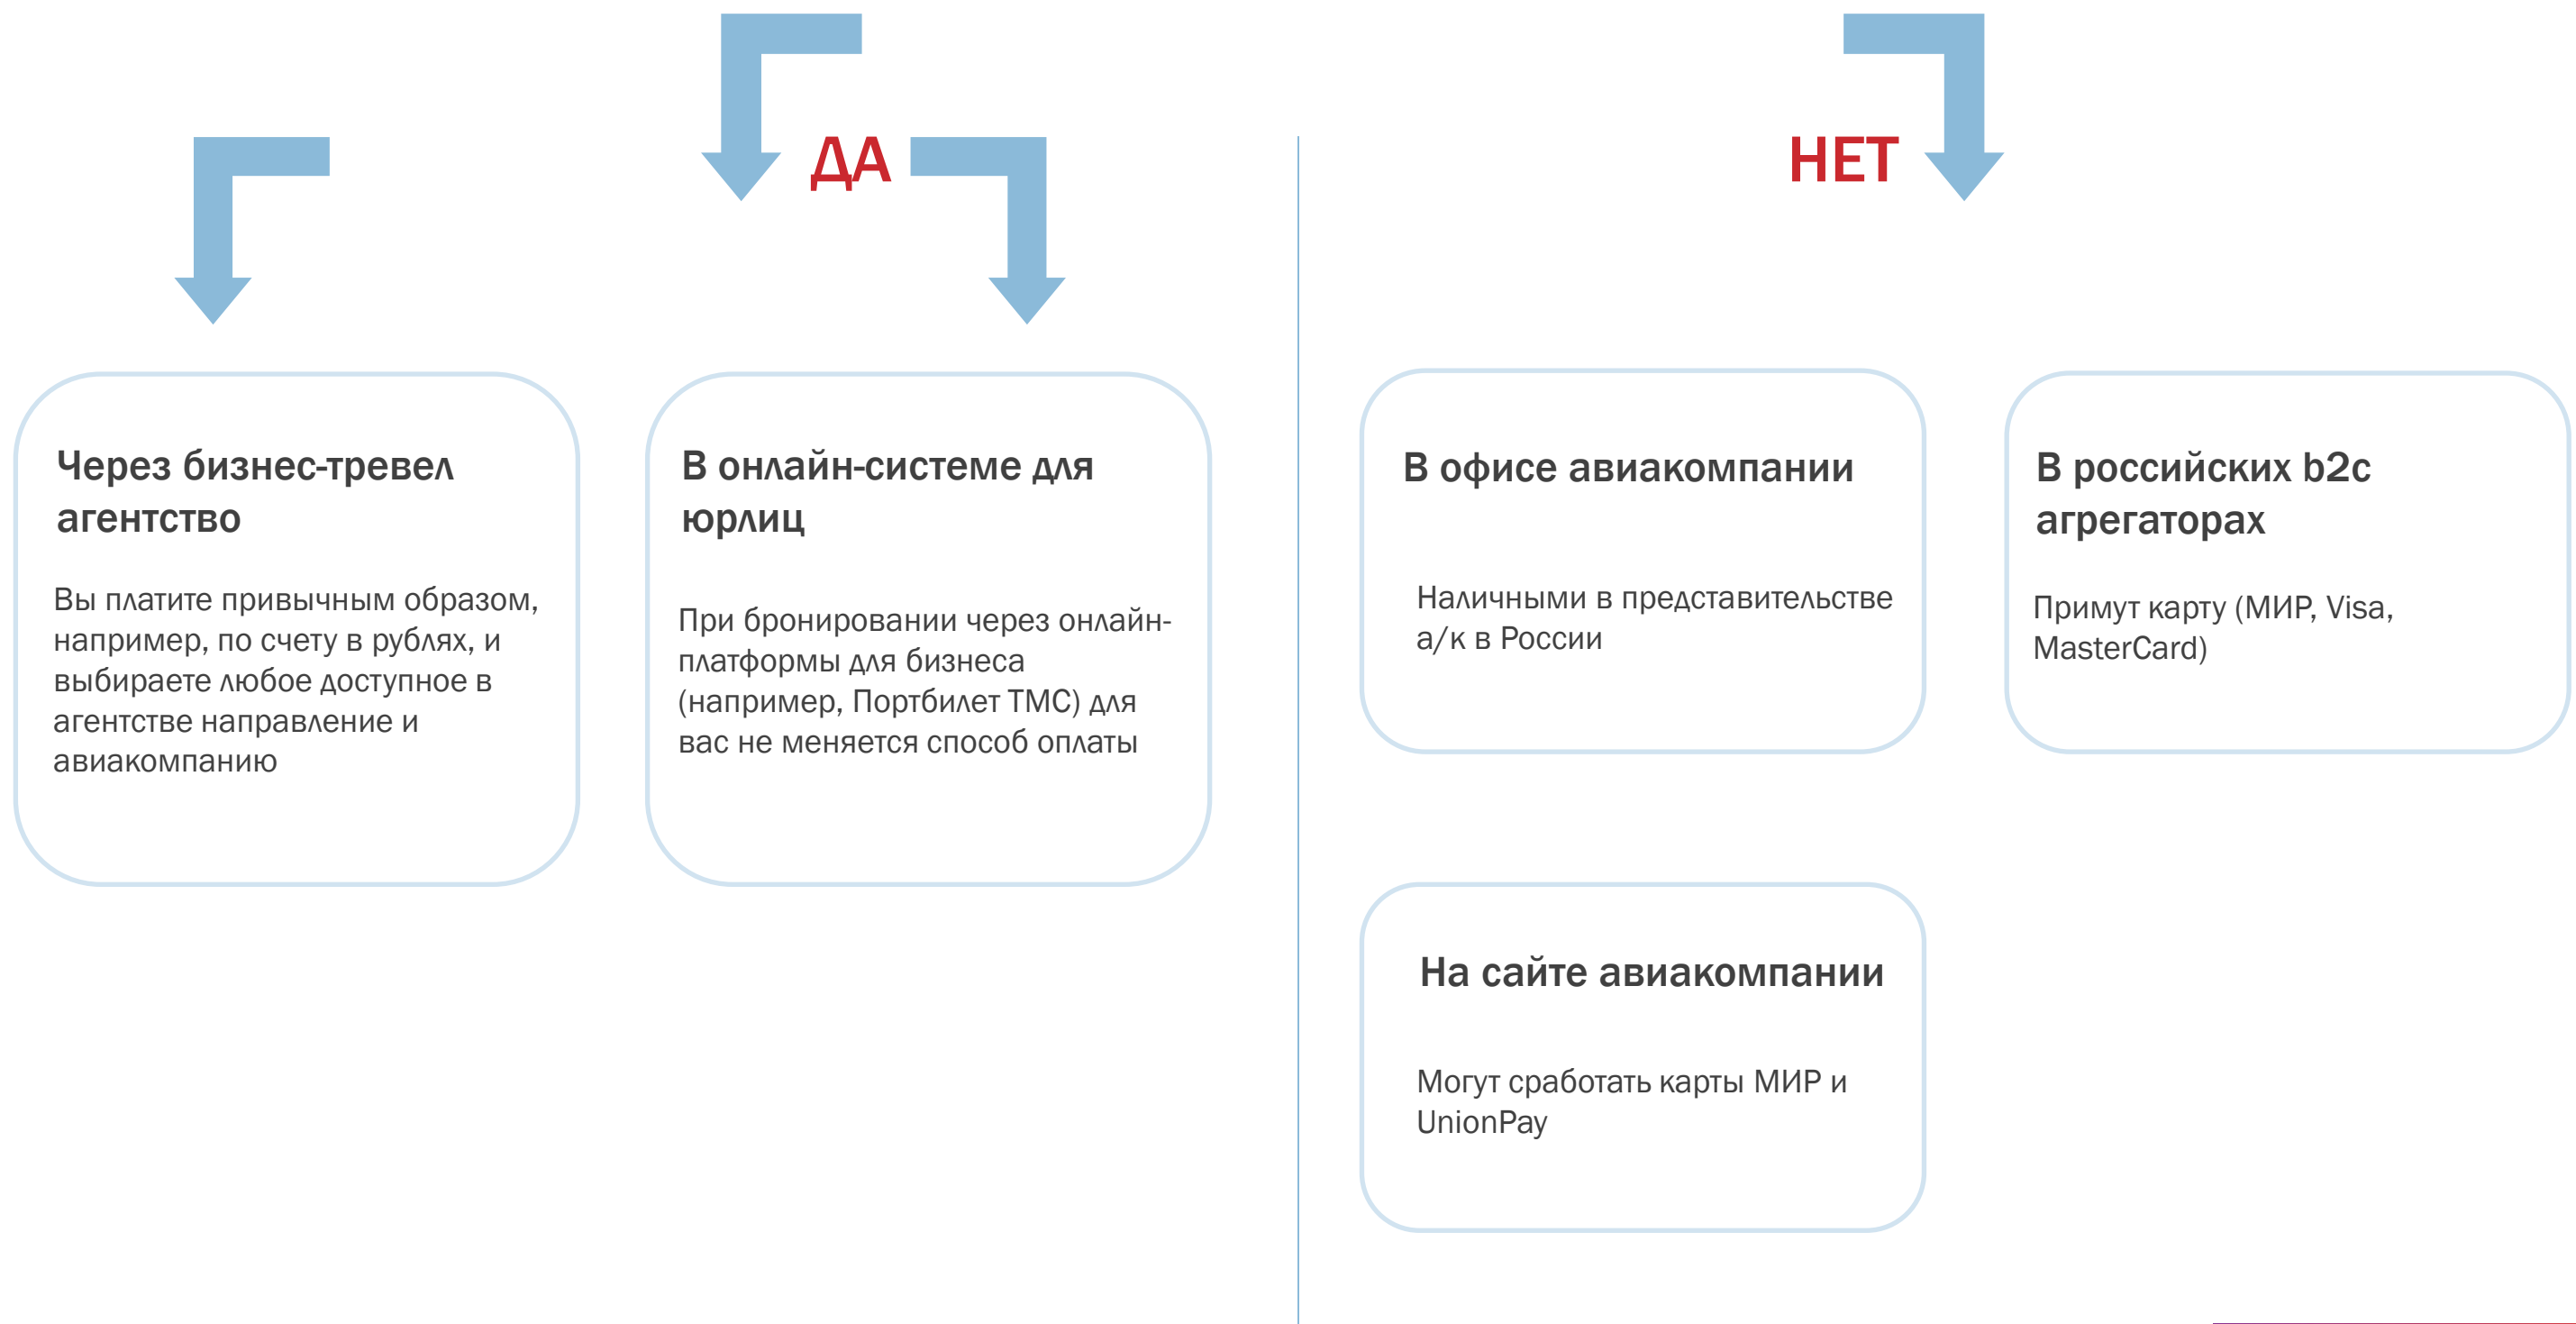 ДА
НЕТ
Через бизнес-тревел
агентство
Вы платите привычным образом,
например, по счету в рублях, и
выбираете любое доступное в
агентстве направление и
авиакомпанию
В онлайн-системе для
юрлиц
При бронировании через онлайн-
платформы для бизнеса
(например, Портбилет ТМС) для
вас не меняется способ оплаты
В офисе авиакомпании
Наличными в представительстве
а/к в России
В российских b2c
агрегаторах
Примут карту (МИР, Visa,
MasterCard)
На сайте авиакомпании
Могут сработать карты МИР и
UnionPay